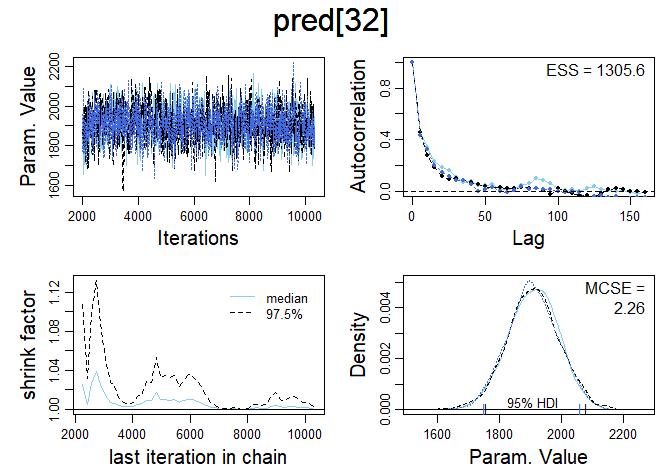 pred[32]
Param. Value
1600 1800 2000 2200
2000 4000 6000 8000 10000
Iterations
Autocorrelation
0.0 0.4 0.8
ESS = 1305.6
0 50 100 150
Lag
shrink factor
1.00 1.04 1.08 1.12
median
97.5%
2000 4000 6000 8000 10000
last iteration in chain
Density
0.000 0.002 0.004
MCSE =
2.26
95% HDI
1600 1800 2000 2200
Param. Value